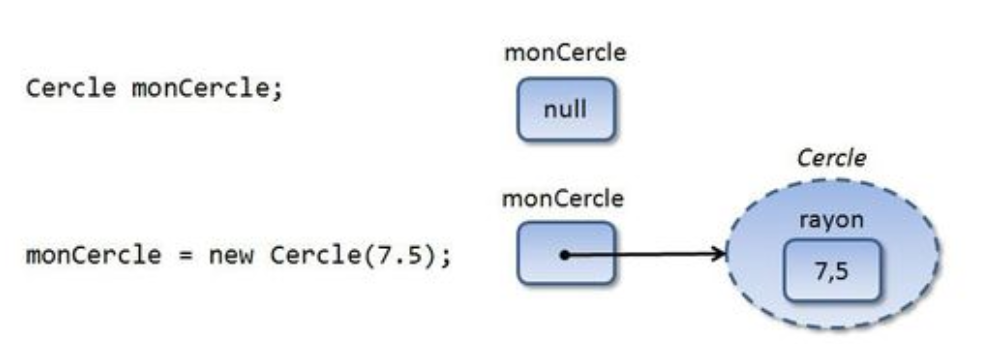 monCercle
Cercle monCercle;
null
Cercle
monCercle
rayon
monCercle = new Cercle(7.5);
7,5